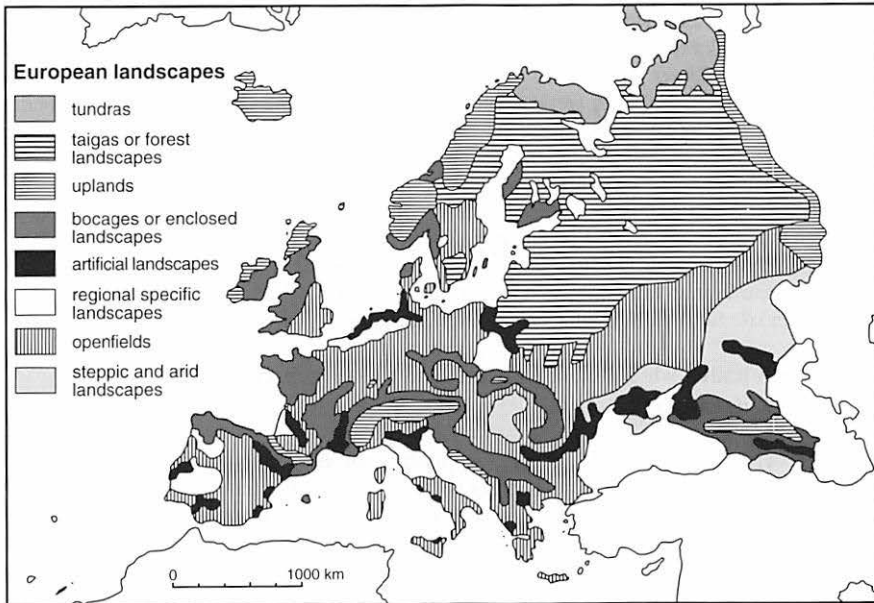 European landscapes
tundras
taigas or forest
landscapes
uplands
bocages or enclosed
landscapes
artificial landscapes
regional specific
landscapes
openfields
steppic and arid
landscapes
0 1000 km